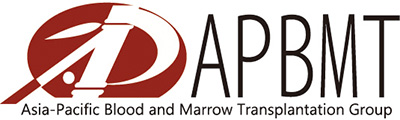 APBMT
Asia-Pacific Blood and Marrow Transplantation Group